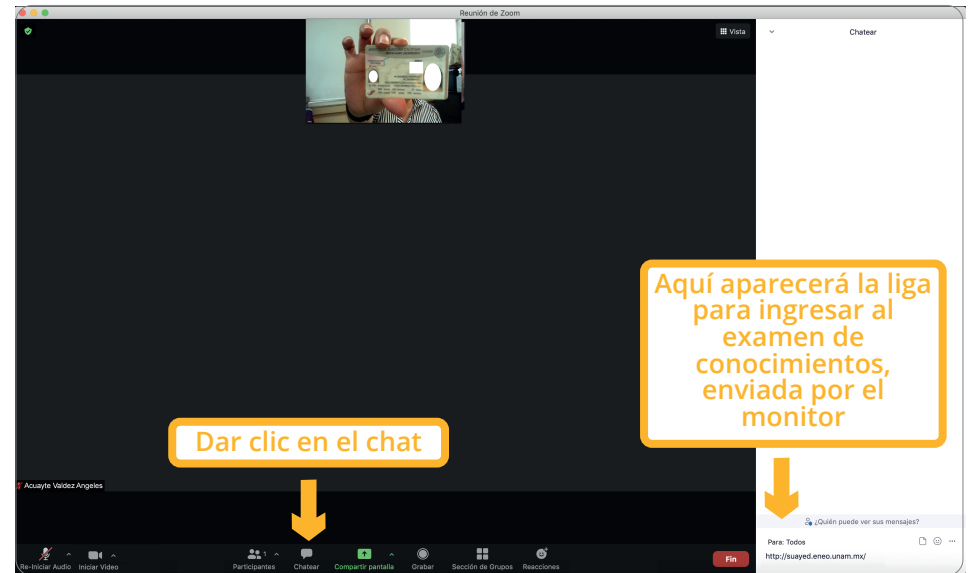 Reunión de Zoom
Vista
Chatear
Aquí aparecerá la liga
para ingresar al
examen de
conocimientos,
enviada por el
monitor
Dar clic en el chat
Acuayte Valdez Angeles
¿Quién puede ver sus mensajes?
Para: Todos
http://suayed.eneo.unam.mx/
Re-Iniciar Audio
Iniciar Video
Participantes
1
Chatear
Compartir pantalla
Grabar
Sección de Grupos
Reacciones
Fin